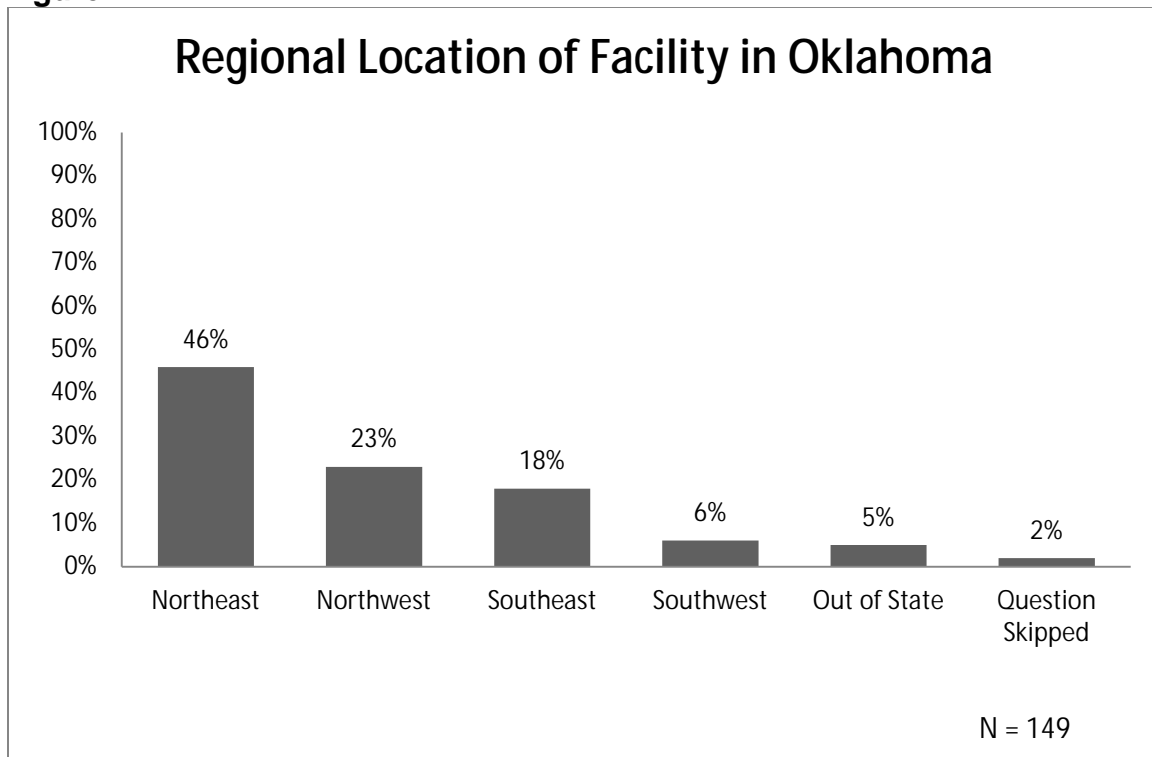 Regional Location of Facility in Oklahoma
100%
90%
80%
70%
60%
50%
40%
30%
20%
10%
0%
46%
23%
18%
6%
5%
2%
Northeast
Northwest
Southeast
Southwest
Out of State
Question
Skipped
N = 149